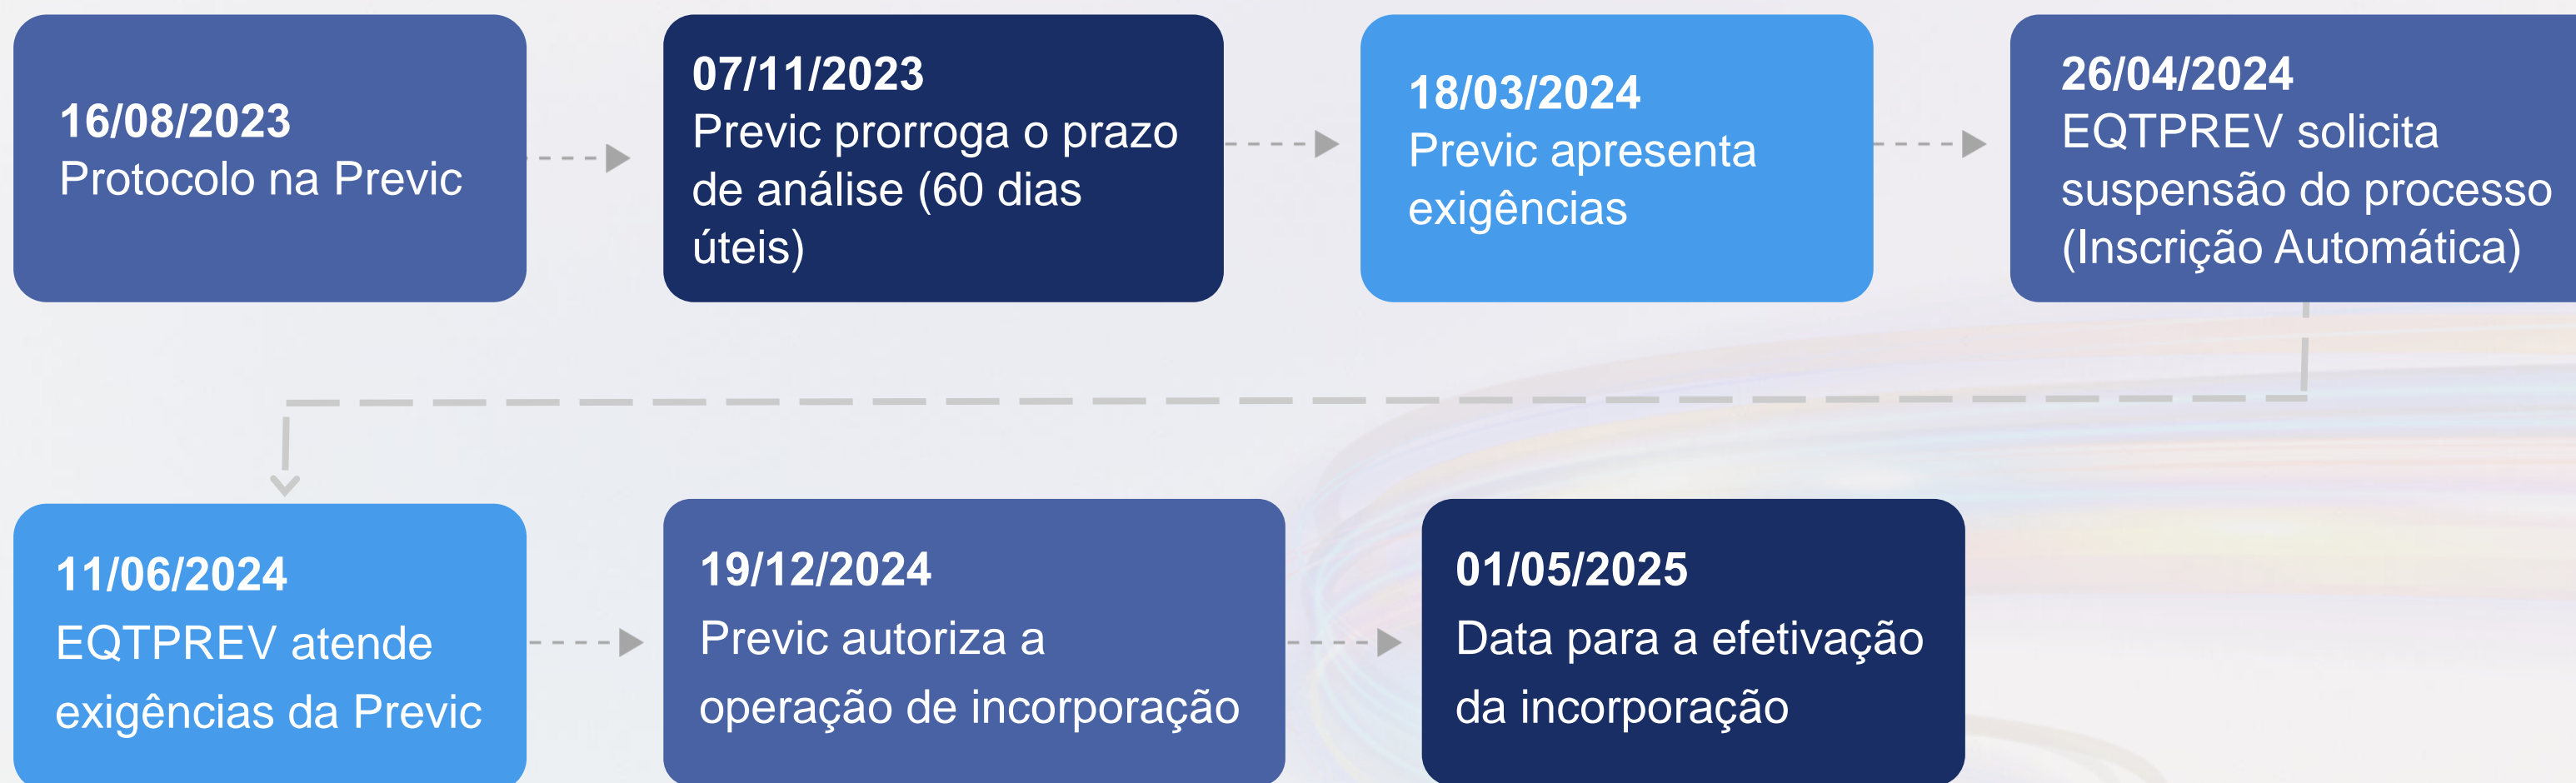 16/08/2023
Protocolo na Previc
07/11/2023
Previc prorroga o prazo
de análise (60 dias
úteis)
18/03/2024
Previc apresenta
exigências
26/04/2024
EQTPREV solicita
suspensão do processo
(Inscrição Automática)
11/06/2024
EQTPREV atende
exigências da Previc
19/12/2024
Previc autoriza a
operação de incorporação
01/05/2025
Data para a efetivação
da incorporação